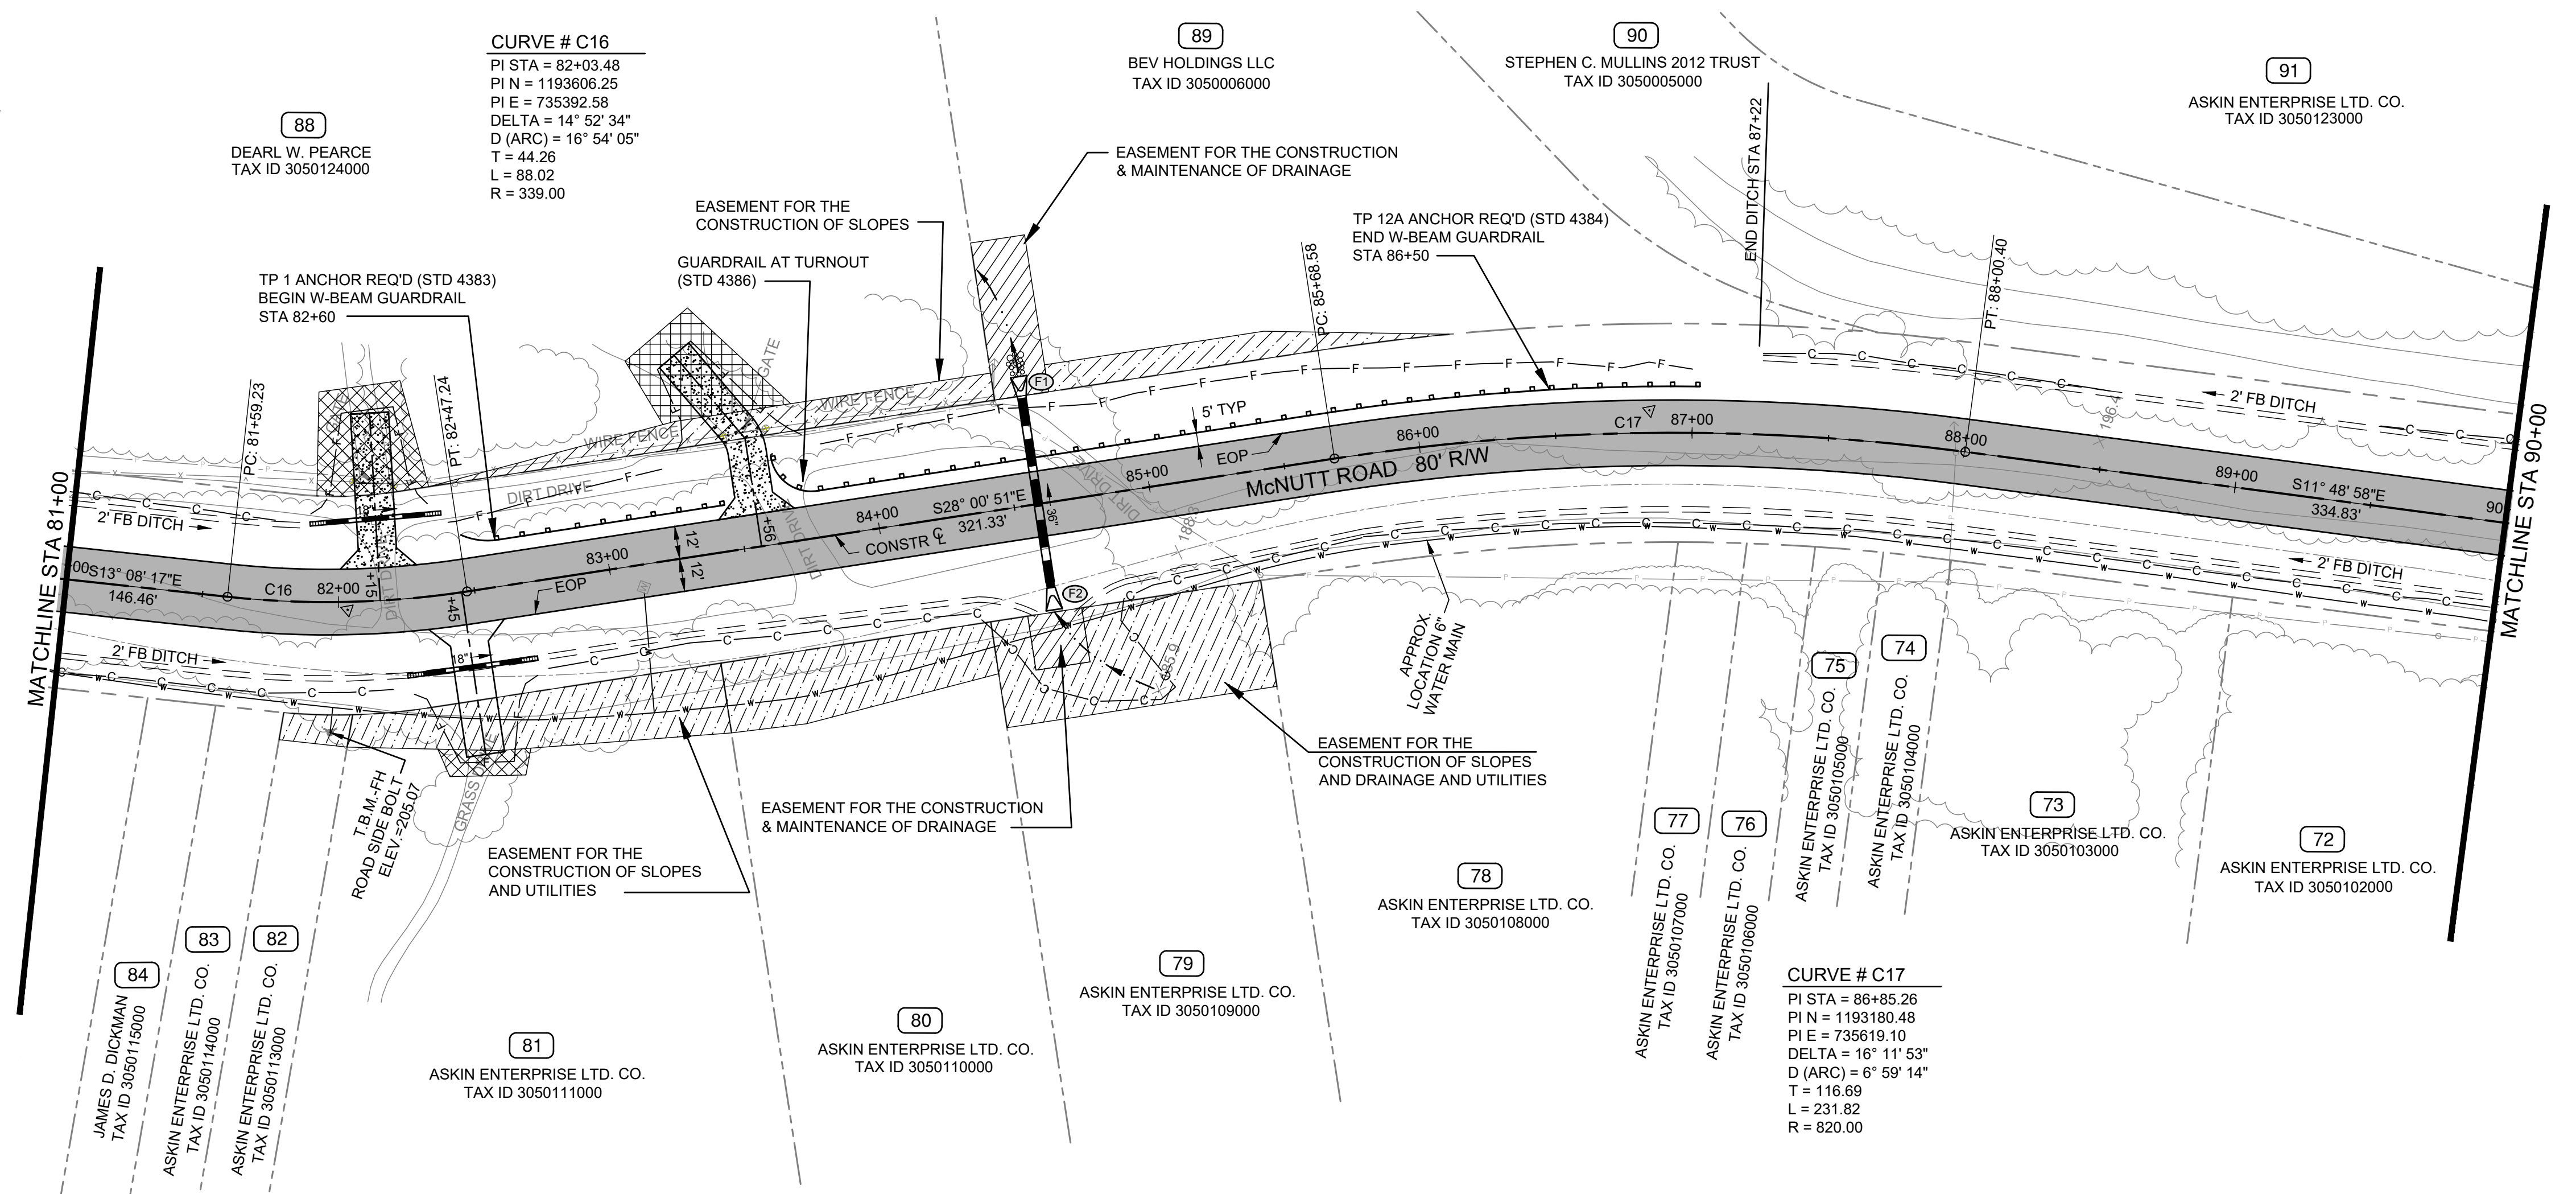 CURVE # C16
PI STA = 82+03.48
PI N = 1193606.25
PI E = 735392.58
DELTA = 14° 52' 34"
D (ARC) = 16° 54' 05"
T = 44.26
L = 88.02
R = 339.00
88
DEARL W. PEARCE
TAX ID 3050124000
89
BEV HOLDINGS LLC
TAX ID 3050006000
90
STEPHEN C. MULLINS 2012 TRUST
TAX ID 3050005000
91
ASKIN ENTERPRISE LTD. CO.
TAX ID 3050123000
EASEMENT FOR THE CONSTRUCTION
& MAINTENANCE OF DRAINAGE
EASEMENT FOR THE
CONSTRUCTION OF SLOPES
GUARDRAIL AT TURNOUT
(STD 4386)
TP 1 ANCHOR REQ'D (STD 4383)
BEGIN W-BEAM GUARDRAIL
STA 82+60
TP 12A ANCHOR REQ'D (STD 4384)
END W-BEAM GUARDRAIL
STA 86+50
END DITCH STA 87+22
PC: 81+59.23
PT: 82+47.24
PC: 85+68.58
PT: 88+00.40
GATE
WIRE FENCE
WIRE FENCE
DIRT DRIVE
DIRT DRIVE
DIRT DRIVE
F1
F2
5' TYP
EOP
EOP
C17
86+00
87+00
88+00
89+00
90
McNUTT ROAD 80' R/W
85+00
84+00
83+00
82+00
S28° 00' 51"E
321.33'
CONSTR ℄
36"
12'
12'
+56
+15
+45
18"
C16
S13° 08' 17"E
146.46'
S11° 48' 58"E
334.83'
196.4
188.3
185.9
2' FB DITCH
2' FB DITCH
2' FB DITCH
2' FB DITCH
MATCHLINE STA 81+00
MATCHLINE STA 90+00
APPROX.
LOCATION 6"
WATER MAIN
T.B.M.-FH
ROAD SIDE BOLT
ELEV.=205.07
EASEMENT FOR THE
CONSTRUCTION OF SLOPES
AND DRAINAGE AND UTILITIES
EASEMENT FOR THE CONSTRUCTION
& MAINTENANCE OF DRAINAGE
EASEMENT FOR THE
CONSTRUCTION OF SLOPES
AND UTILITIES
84
JAMES D. DICKMAN
TAX ID 3050115000
83
ASKIN ENTERPRISE LTD. CO.
TAX ID 3050114000
82
ASKIN ENTERPRISE LTD. CO.
TAX ID 3050113000
81
ASKIN ENTERPRISE LTD. CO.
TAX ID 3050111000
80
ASKIN ENTERPRISE LTD. CO.
TAX ID 3050110000
79
ASKIN ENTERPRISE LTD. CO.
TAX ID 3050109000
78
ASKIN ENTERPRISE LTD. CO.
TAX ID 3050108000
77
ASKIN ENTERPRISE LTD. CO.
TAX ID 3050107000
76
ASKIN ENTERPRISE LTD. CO.
TAX ID 3050106000
75
ASKIN ENTERPRISE LTD. CO.
TAX ID 3050105000
74
ASKIN ENTERPRISE LTD. CO.
TAX ID 3050104000
73
ASKIN ENTERPRISE LTD. CO.
TAX ID 3050103000
72
ASKIN ENTERPRISE LTD. CO.
TAX ID 3050102000
CURVE # C17
PI STA = 86+85.26
PI N = 1193180.48
PI E = 735619.10
DELTA = 16° 11' 53"
D (ARC) = 6° 59' 14"
T = 116.69
L = 231.82
R = 820.00